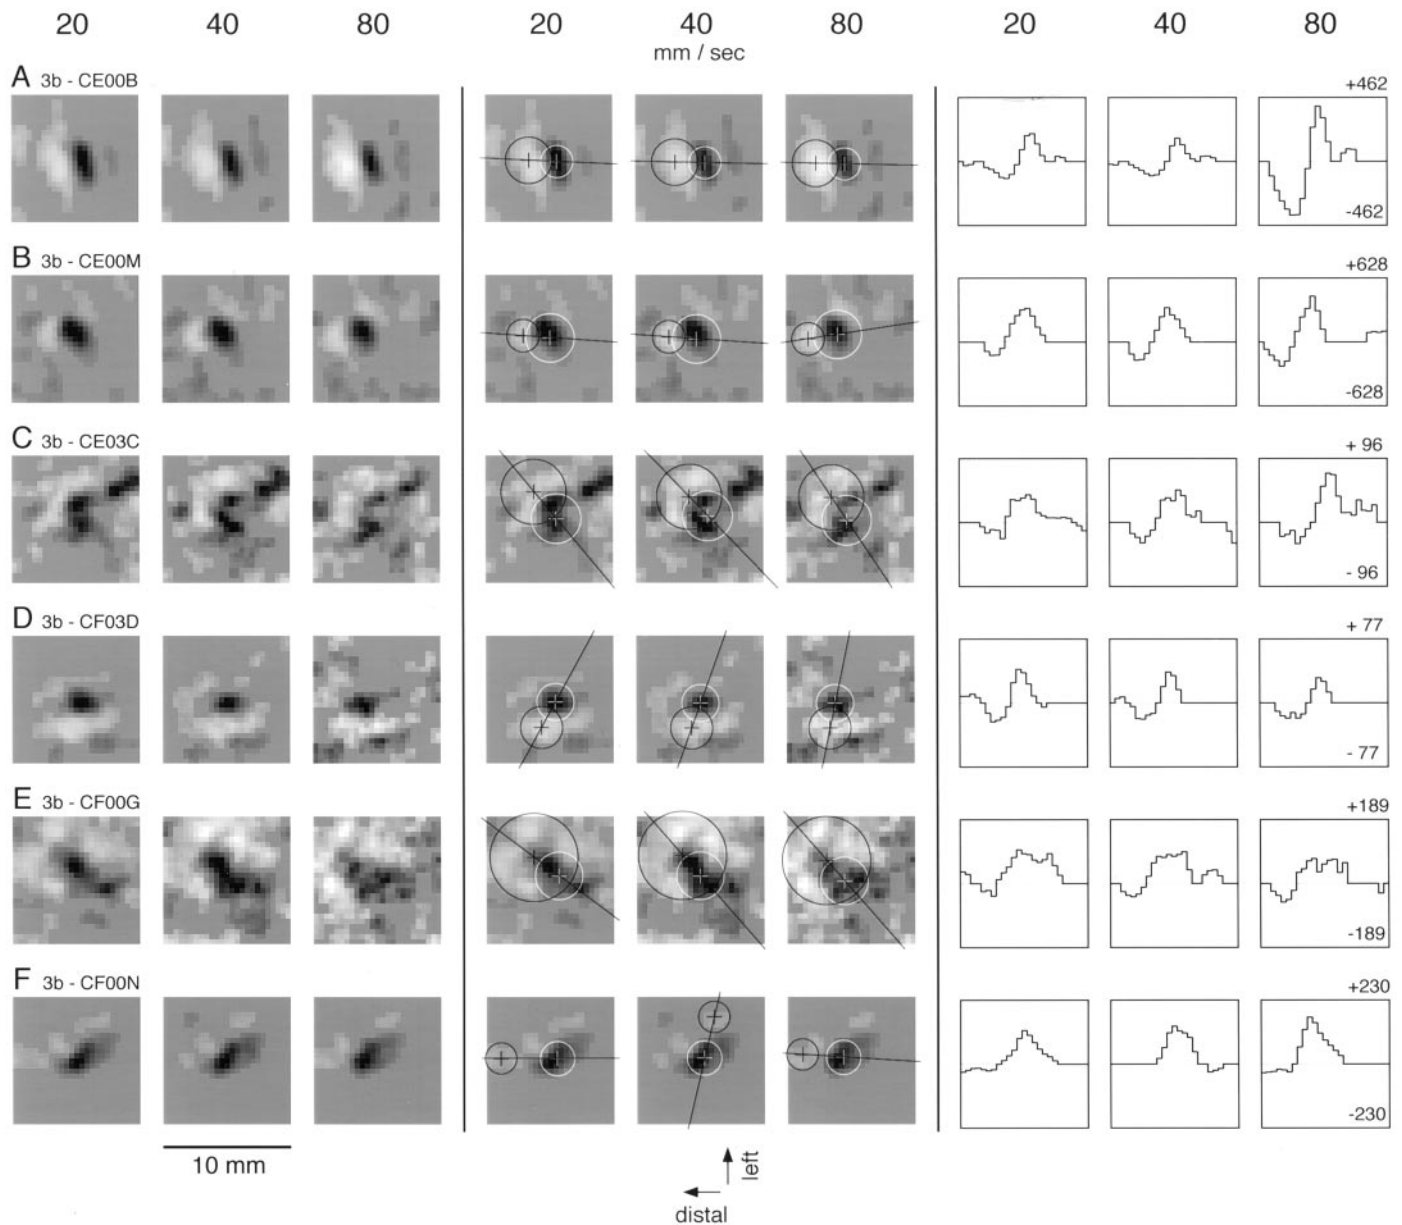 20 40 80 20 40 80 20 40 80
mm / sec
A 3b - CE00B
+462
-462
B 3b - CE00M
+628
-628
C 3b - CE03C
+ 96
- 96
D 3b - CF03D
+ 77
- 77
E 3b - CF00G
+189
-189
F 3b - CF00N
+230
-230
10 mm
left
distal